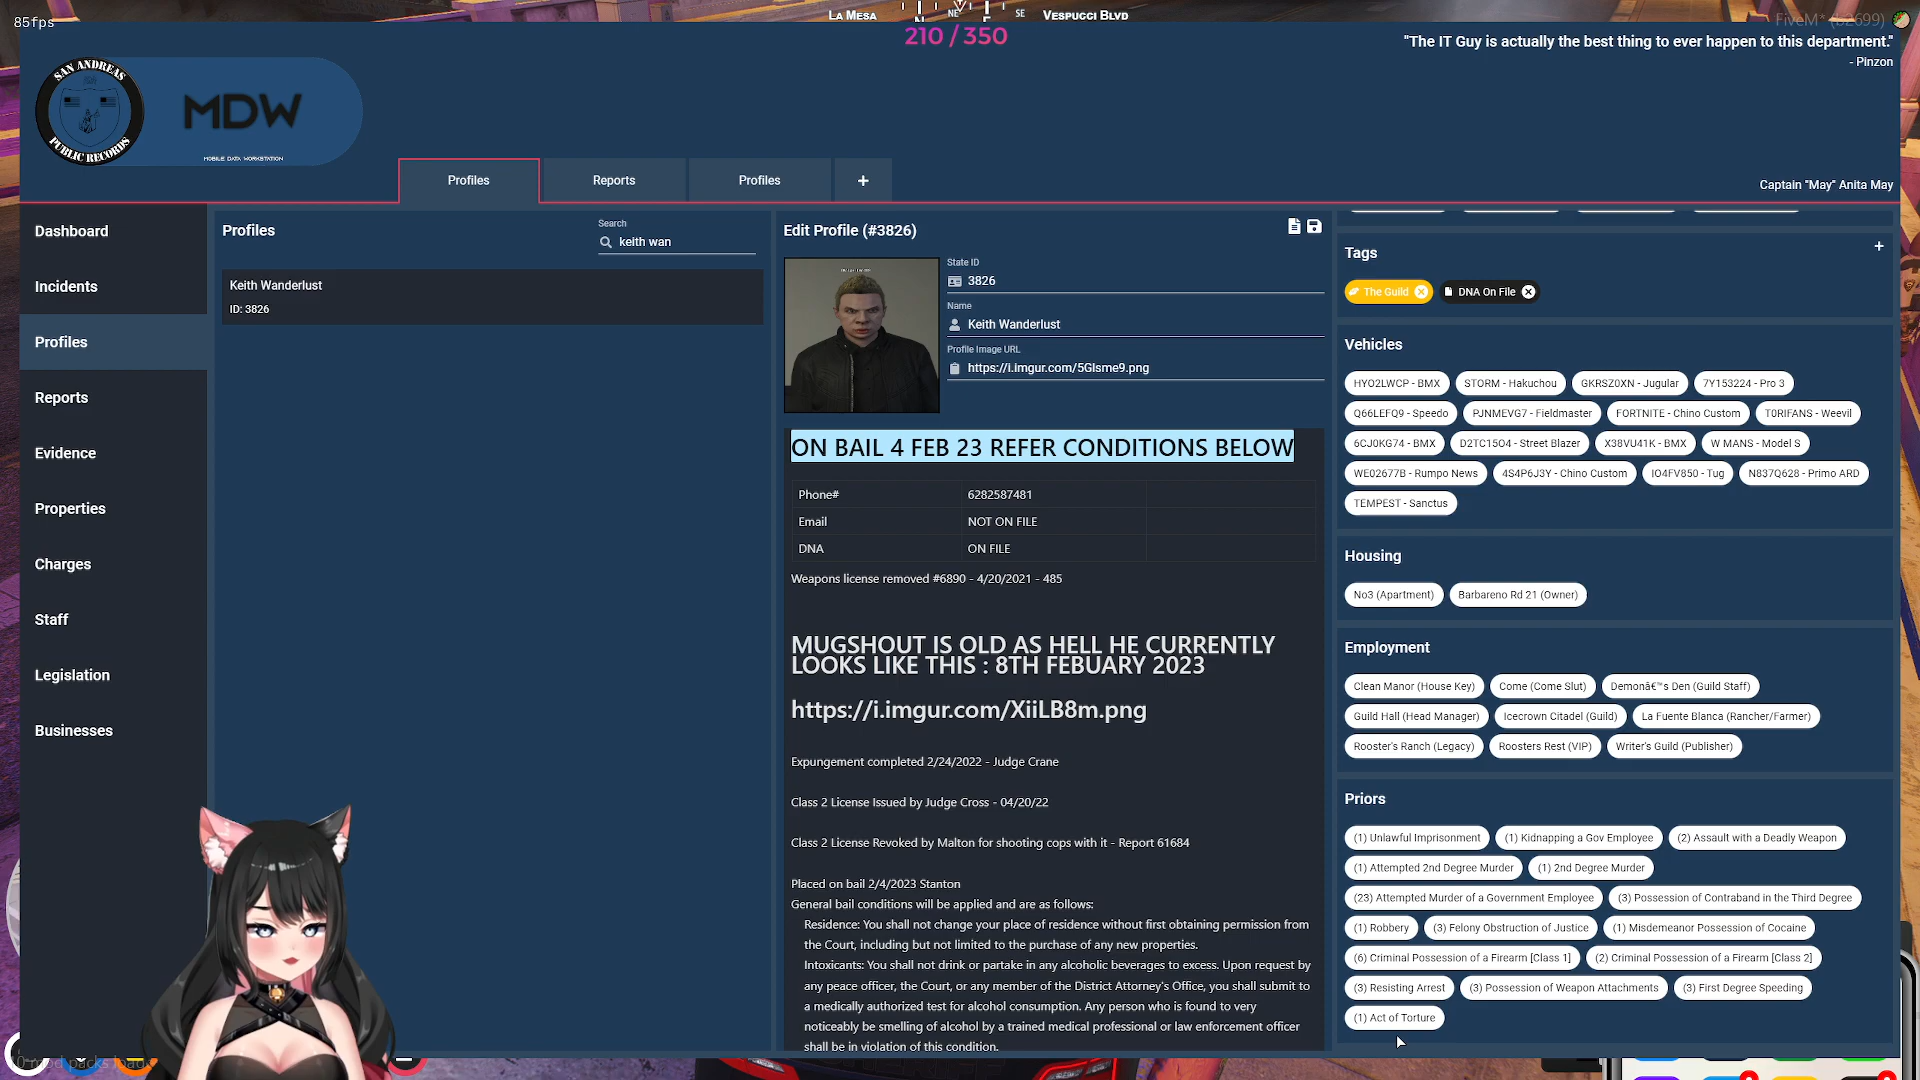 85fps
LA MESA
N
NE
E
SE
VESPUCCI BLVD
FiveM* (b2699)
210 / 350
"The IT Guy is actually the best thing to ever happen to this department."
- Pinzon
SAN ANDREAS
PUBLIC RECORDS
MDW
MOBILE DATA WORKSTATION
Profiles
Reports
Profiles
+
Captain "May" Anita May
Dashboard
Incidents
Profiles
Reports
Evidence
Properties
Charges
Staff
Legislation
Businesses
Profiles
Search
keith wan
Keith Wanderlust
ID: 3826
Edit Profile (#3826)
State ID
3826
Name
Keith Wanderlust
Profile Image URL
https://i.imgur.com/5GIsme9.png
ON BAIL 4 FEB 23 REFER CONDITIONS BELOW
Phone# 6282587481
Email NOT ON FILE
DNA ON FILE
Weapons license removed #6890 - 4/20/2021 - 485
MUGSHOUT IS OLD AS HELL HE CURRENTLY
LOOKS LIKE THIS : 8TH FEBUARY 2023
https://i.imgur.com/XiiLB8m.png
Expungement completed 2/24/2022 - Judge Crane
Class 2 License Issued by Judge Cross - 04/20/22
Class 2 License Revoked by Malton for shooting cops with it - Report 61684
Placed on bail 2/4/2023 Stanton
General bail conditions will be applied and are as follows:
Residence: You shall not change your place of residence without first obtaining permission from
the Court, including but not limited to the purchase of any new properties.
Intoxicants: You shall not drink or partake in any alcoholic beverages to excess. Upon request by
any peace officer, the Court, or any member of the District Attorney's Office, you shall submit to
a medically authorized test for alcohol consumption. Any person who is found to very
noticeably be smelling of alcohol by a trained medical professional or law enforcement officer
shall be in violation of this condition.
Tags
+
The Guild
DNA On File
Vehicles
HYO2LWCP - BMX
STORM - Hakuchou
GKRSZ0XN - Jugular
7Y153224 - Pro 3
Q66LEFQ9 - Speedo
PJNMEVG7 - Fieldmaster
FORTNITE - Chino Custom
T0RIFANS - Weevil
6CJ0KG74 - BMX
D2TC15O4 - Street Blazer
X38VU41K - BMX
W MANS - Model S
WE02677B - Rumpo News
4S4P6J3Y - Chino Custom
IO4FV850 - Tug
N837Q628 - Primo ARD
TEMPEST - Sanctus
Housing
No3 (Apartment)
Barbareno Rd 21 (Owner)
Employment
Clean Manor (House Key)
Come (Come Slut)
Demonâ€™s Den (Guild Staff)
Guild Hall (Head Manager)
Icecrown Citadel (Guild)
La Fuente Blanca (Rancher/Farmer)
Rooster's Ranch (Legacy)
Roosters Rest (VIP)
Writer's Guild (Publisher)
Priors
(1) Unlawful Imprisonment
(1) Kidnapping a Gov Employee
(2) Assault with a Deadly Weapon
(1) Attempted 2nd Degree Murder
(1) 2nd Degree Murder
(23) Attempted Murder of a Government Employee
(3) Possession of Contraband in the Third Degree
(1) Robbery
(3) Felony Obstruction of Justice
(1) Misdemeanor Possession of Cocaine
(6) Criminal Possession of a Firearm [Class 1]
(2) Criminal Possession of a Firearm [Class 2]
(3) Resisting Arrest
(3) Possession of Weapon Attachments
(3) First Degree Speeding
(1) Act of Torture
0 mod packs